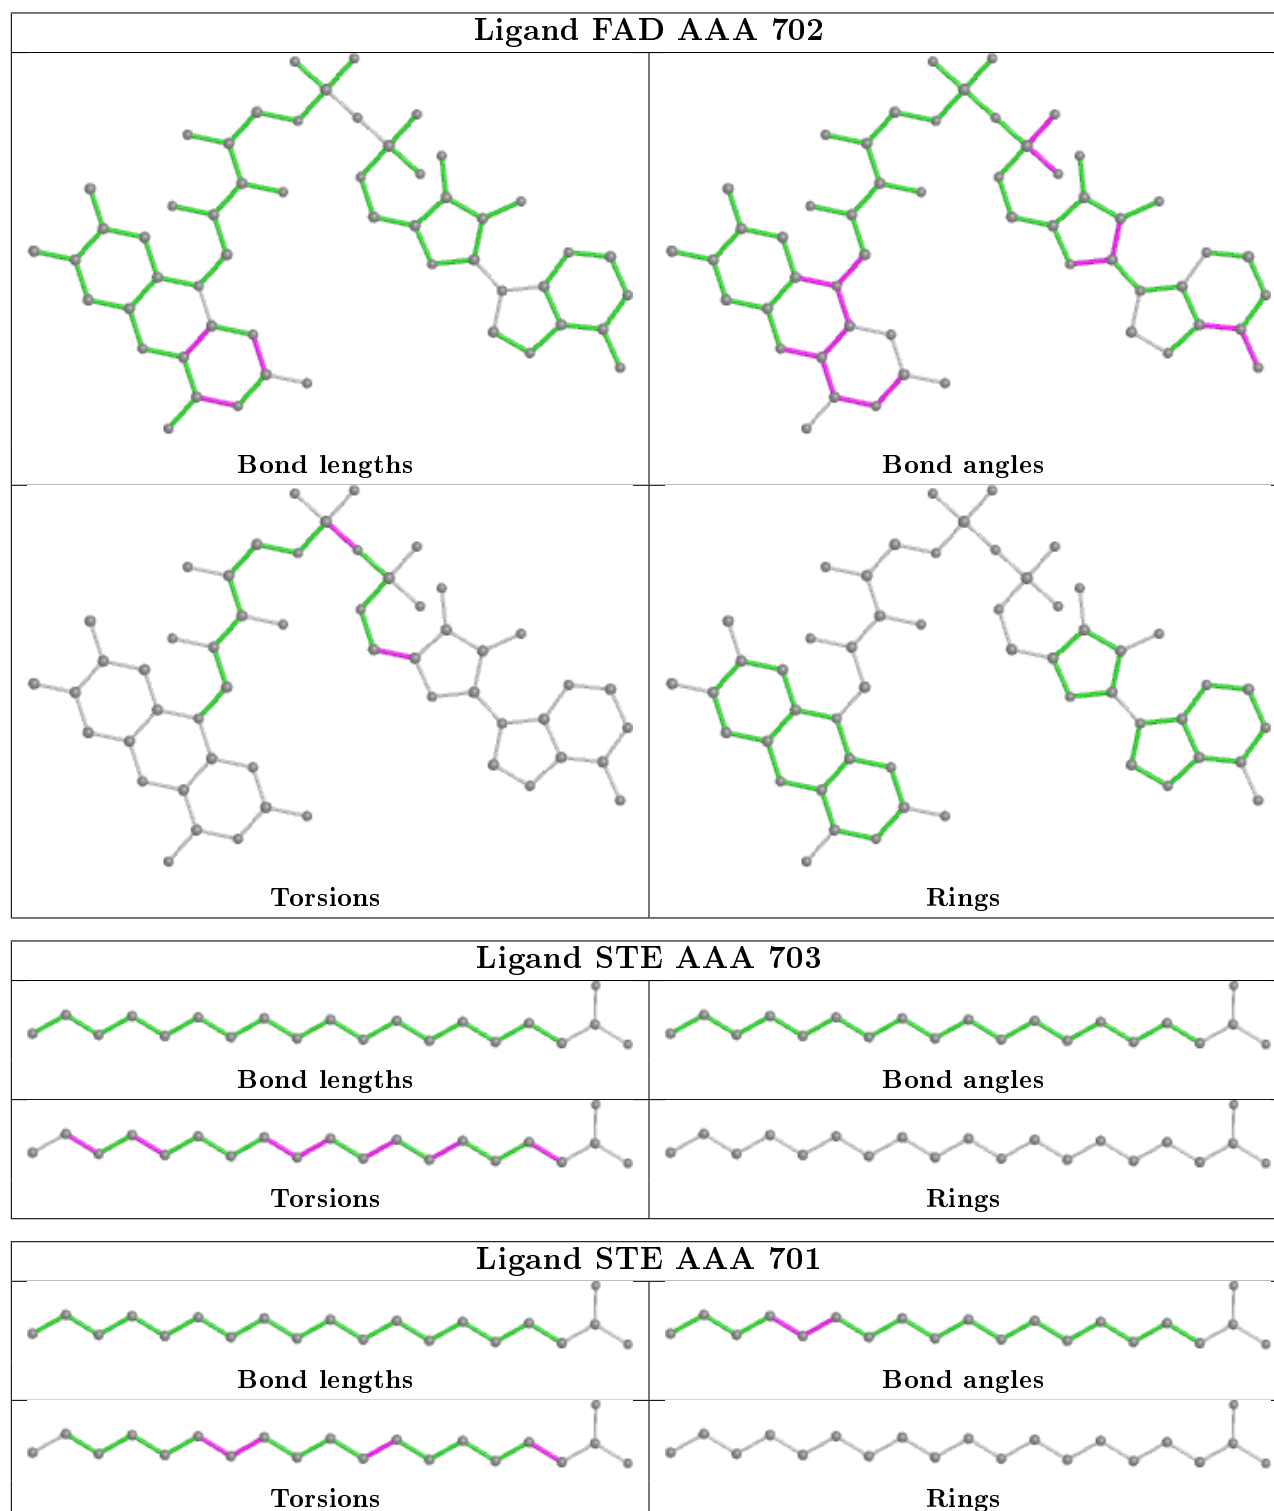 Ligand FAD AAA 702
Bond lengths
Bond angles
Torsions
Rings
Ligand STE AAA 703
Bond lengths
Bond angles
Torsions
Rings
Ligand STE AAA 701
Bond lengths
Bond angles
Torsions
Rings